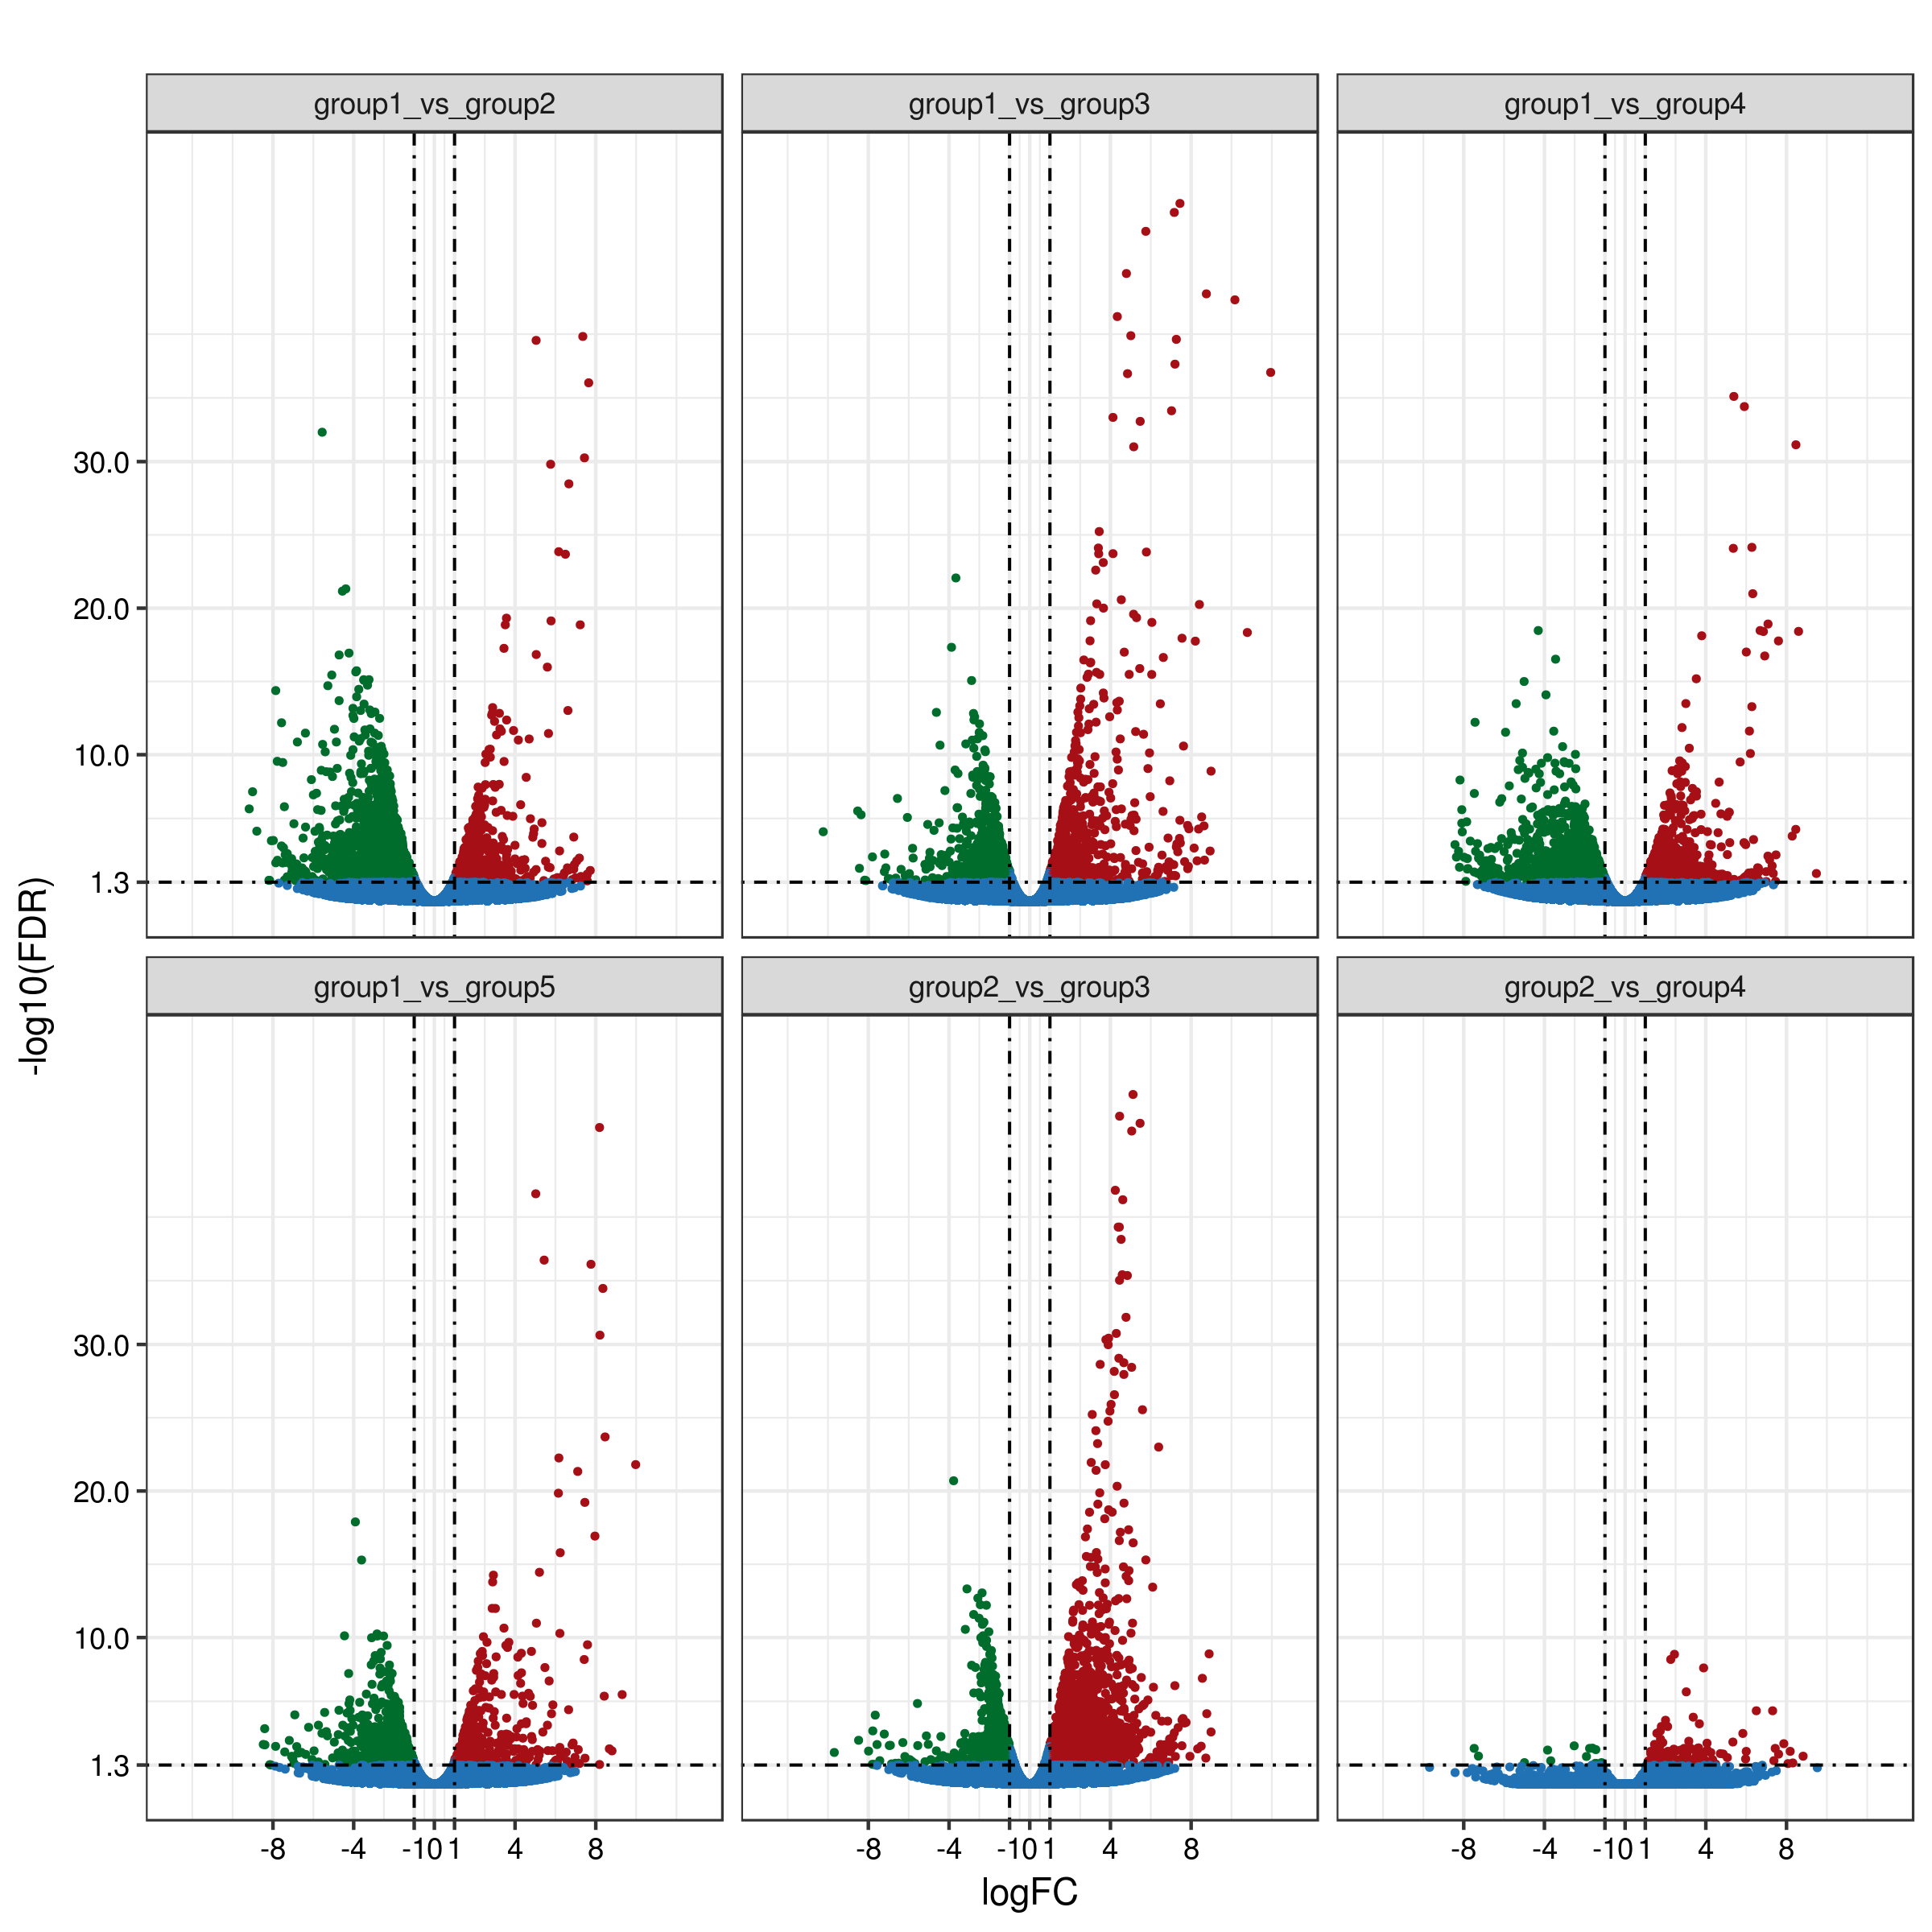 group1_vs_group2
group1_vs_group3
group1_vs_group4
30.0
20.0
10.0
1.3
-log10(FDR)
group1_vs_group5
group2_vs_group3
group2_vs_group4
30.0
20.0
10.0
1.3
-8 -4 -1 0 1 4 8
-8 -4 -1 0 1 4 8
-8 -4 -1 0 1 4 8
logFC